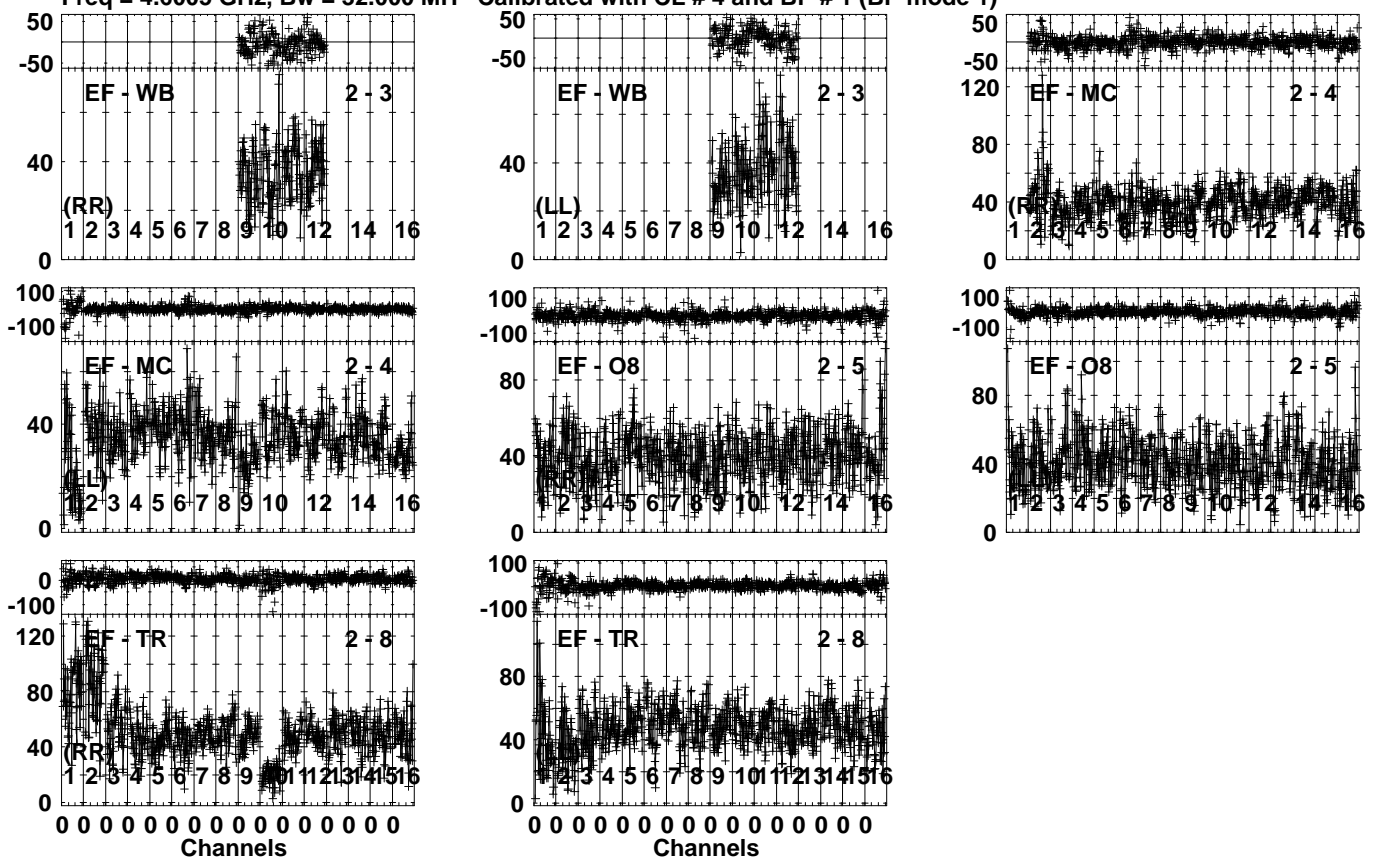 Freq = 4.6065 GHz, Bw = 32.000 MH Calibrated with CL # 4 and BP # 1 (BP mode 1)
50
-50
EF - WB 2 - 3
40
(RR)
1 2 3 4 5 6 7 8 9 10 12 14 16
0
50
-50
EF - WB 2 - 3
40
(LL)
1 2 3 4 5 6 7 8 9 10 12 14 16
0
50
-50
120
EF - MC 2 - 4
80
40
(RR)
1 2 3 4 5 6 7 8 9 10 12 14 16
0
100
-100
EF - MC 2 - 4
40
(LL)
1 2 3 4 5 6 7 8 9 10 12 14 16
0
100
-100
EF - O8 2 - 5
80
40
(RR)
1 2 3 4 5 6 7 8 9 10 12 14 16
0
100
-100
EF - O8 2 - 5
80
40
1 2 3 4 5 6 7 8 9 10 12 14 16
0
0
-100
120
EF - TR 2 - 8
80
40
(RR)
1 2 3 4 5 6 7 8 9 10 11 12 13 14 15 16
0
0 0 0 0 0 0 0 0 0 0 0 0 0 0 0 0
Channels
100
-100
EF - TR 2 - 8
80
40
(LL)
1 2 3 4 5 6 7 8 9 10 11 12 13 14 15 16
0
0 0 0 0 0 0 0 0 0 0 0 0 0 0 0 0
Channels